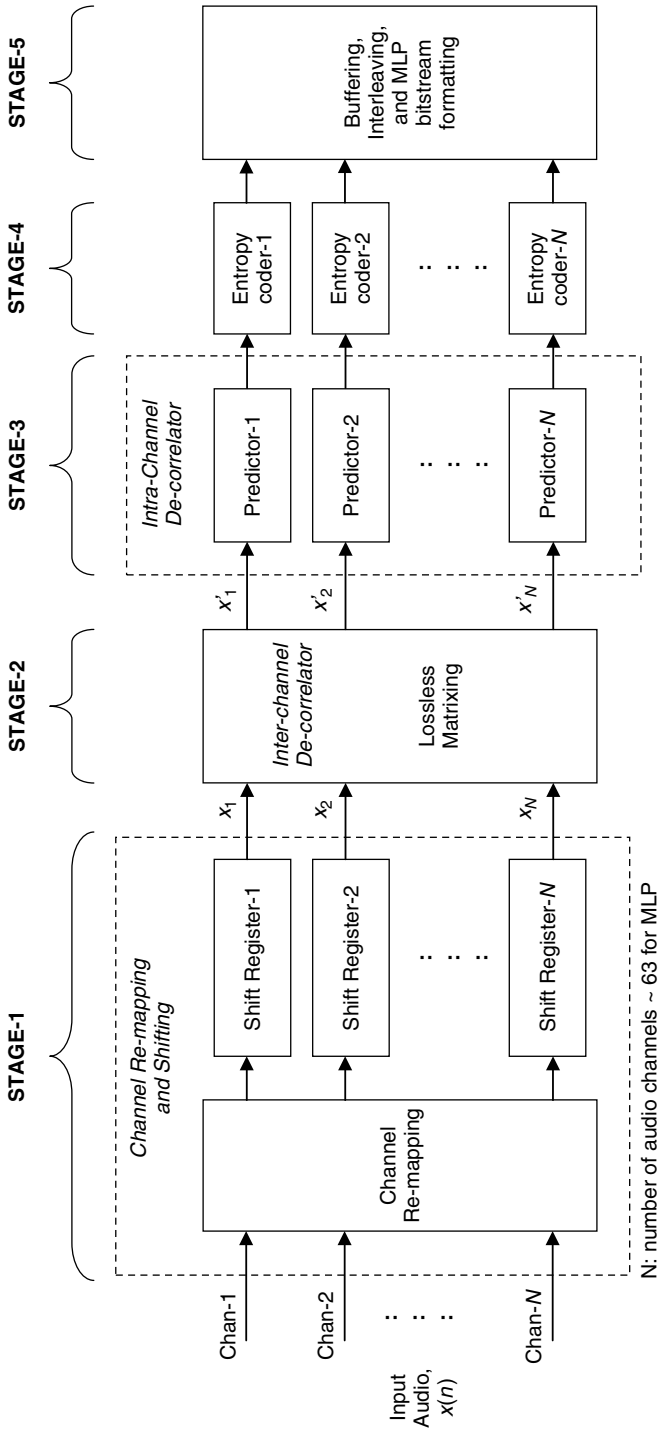 STAGE-1
STAGE-2
STAGE-3
STAGE-4
STAGE-5
Channel Re-mapping
and Shifting
Input
Audio,
x(n)
Chan-1
Chan-2
.. .. ..
Chan-N
Channel
Re-mapping
Shift Register-1
Shift Register-2
.. .. ..
Shift Register-N
x1
x2
xN
Inter-channel
De-correlator
Lossless
Matrixing
x'1
x'2
x'N
Intra-Channel
De-correlator
Predictor-1
Predictor-2
.. .. ..
Predictor-N
Entropy
coder-1
Entropy
coder-2
.. .. ..
Entropy
coder-N
Buffering,
Interleaving,
and MLP
bitstream
formatting
N: number of audio channels ~ 63 for MLP